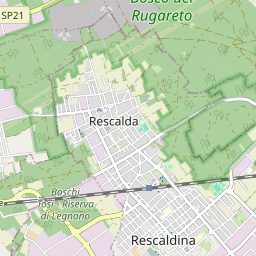 Bosco del
Rugareto
SP21
Rescalda
Boschi
Tosi - Riserva
di Legnano
Rescaldina